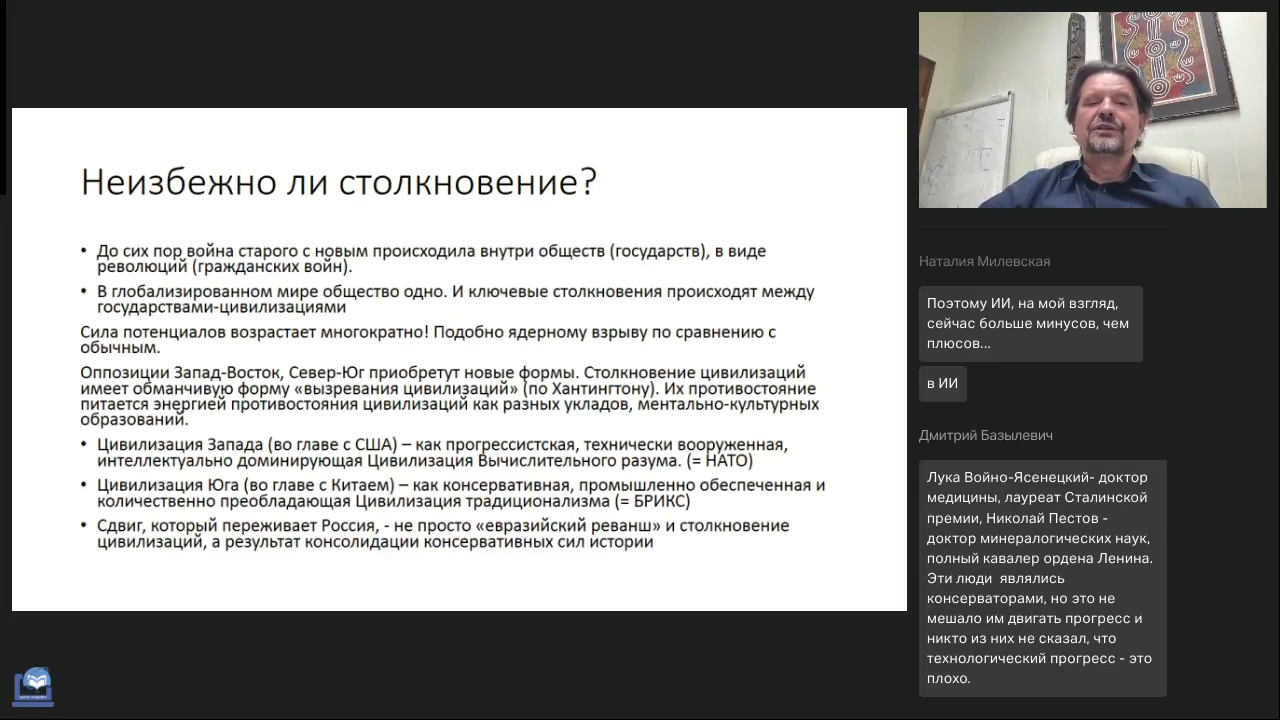 Неизбежно ли столкновение?
• До сих пор война старого с новым происходила внутри обществ (государств), в виде
революций (гражданских войн).
• В глобализированном мире общество одно. И ключевые столкновения происходят между
государствами-цивилизациями
Сила потенциалов возрастает многократно! Подобно ядерному взрыву по сравнению с
обычным.
Оппозиции Запад-Восток, Север-Юг приобретут новые формы. Столкновение цивилизаций
имеет обманчивую форму «вызревания цивилизаций» (по Хантингтону). Их противостояние
питается энергией противостояния цивилизаций как разных укладов, ментально-культурных
образований.
• Цивилизация Запада (во главе с США) – как прогрессистская, технически вооруженная,
интеллектуально доминирующая Цивилизация Вычислительного разума. (= НАТО)
• Цивилизация Юга (во главе с Китаем) – как консервативная, промышленно обеспеченная и
количественно преобладающая Цивилизация традиционализма (= БРИКС)
• Сдвиг, который переживает Россия, - не просто «евразийский реванш» и столкновение
цивилизаций, а результат консолидации консервативных сил истории
Наталия Милевская
Поэтому ИИ, на мой взгляд,
сейчас больше минусов, чем
плюсов...
в ИИ
Дмитрий Базылевич
Лука Войно-Ясенецкий- доктор
медицины, лауреат Сталинской
премии, Николай Пестов -
доктор минералогических наук,
полный кавалер ордена Ленина.
Эти люди являлись
консерваторами, но это не
мешало им двигать прогресс и
никто из них не сказал, что
технологический прогресс - это
плохо.